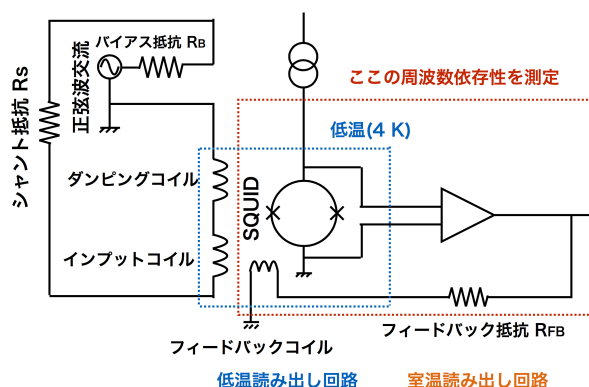 バイアス抵抗 RB
正弦波交流
シャント抵抗 Rs
ここの周波数依存性を測定
低温(4 K)
ダンピングコイル
SQUID
インプットコイル
フィードバック抵抗 RFB
フィードバックコイル
低温読み出し回路
室温読み出し回路